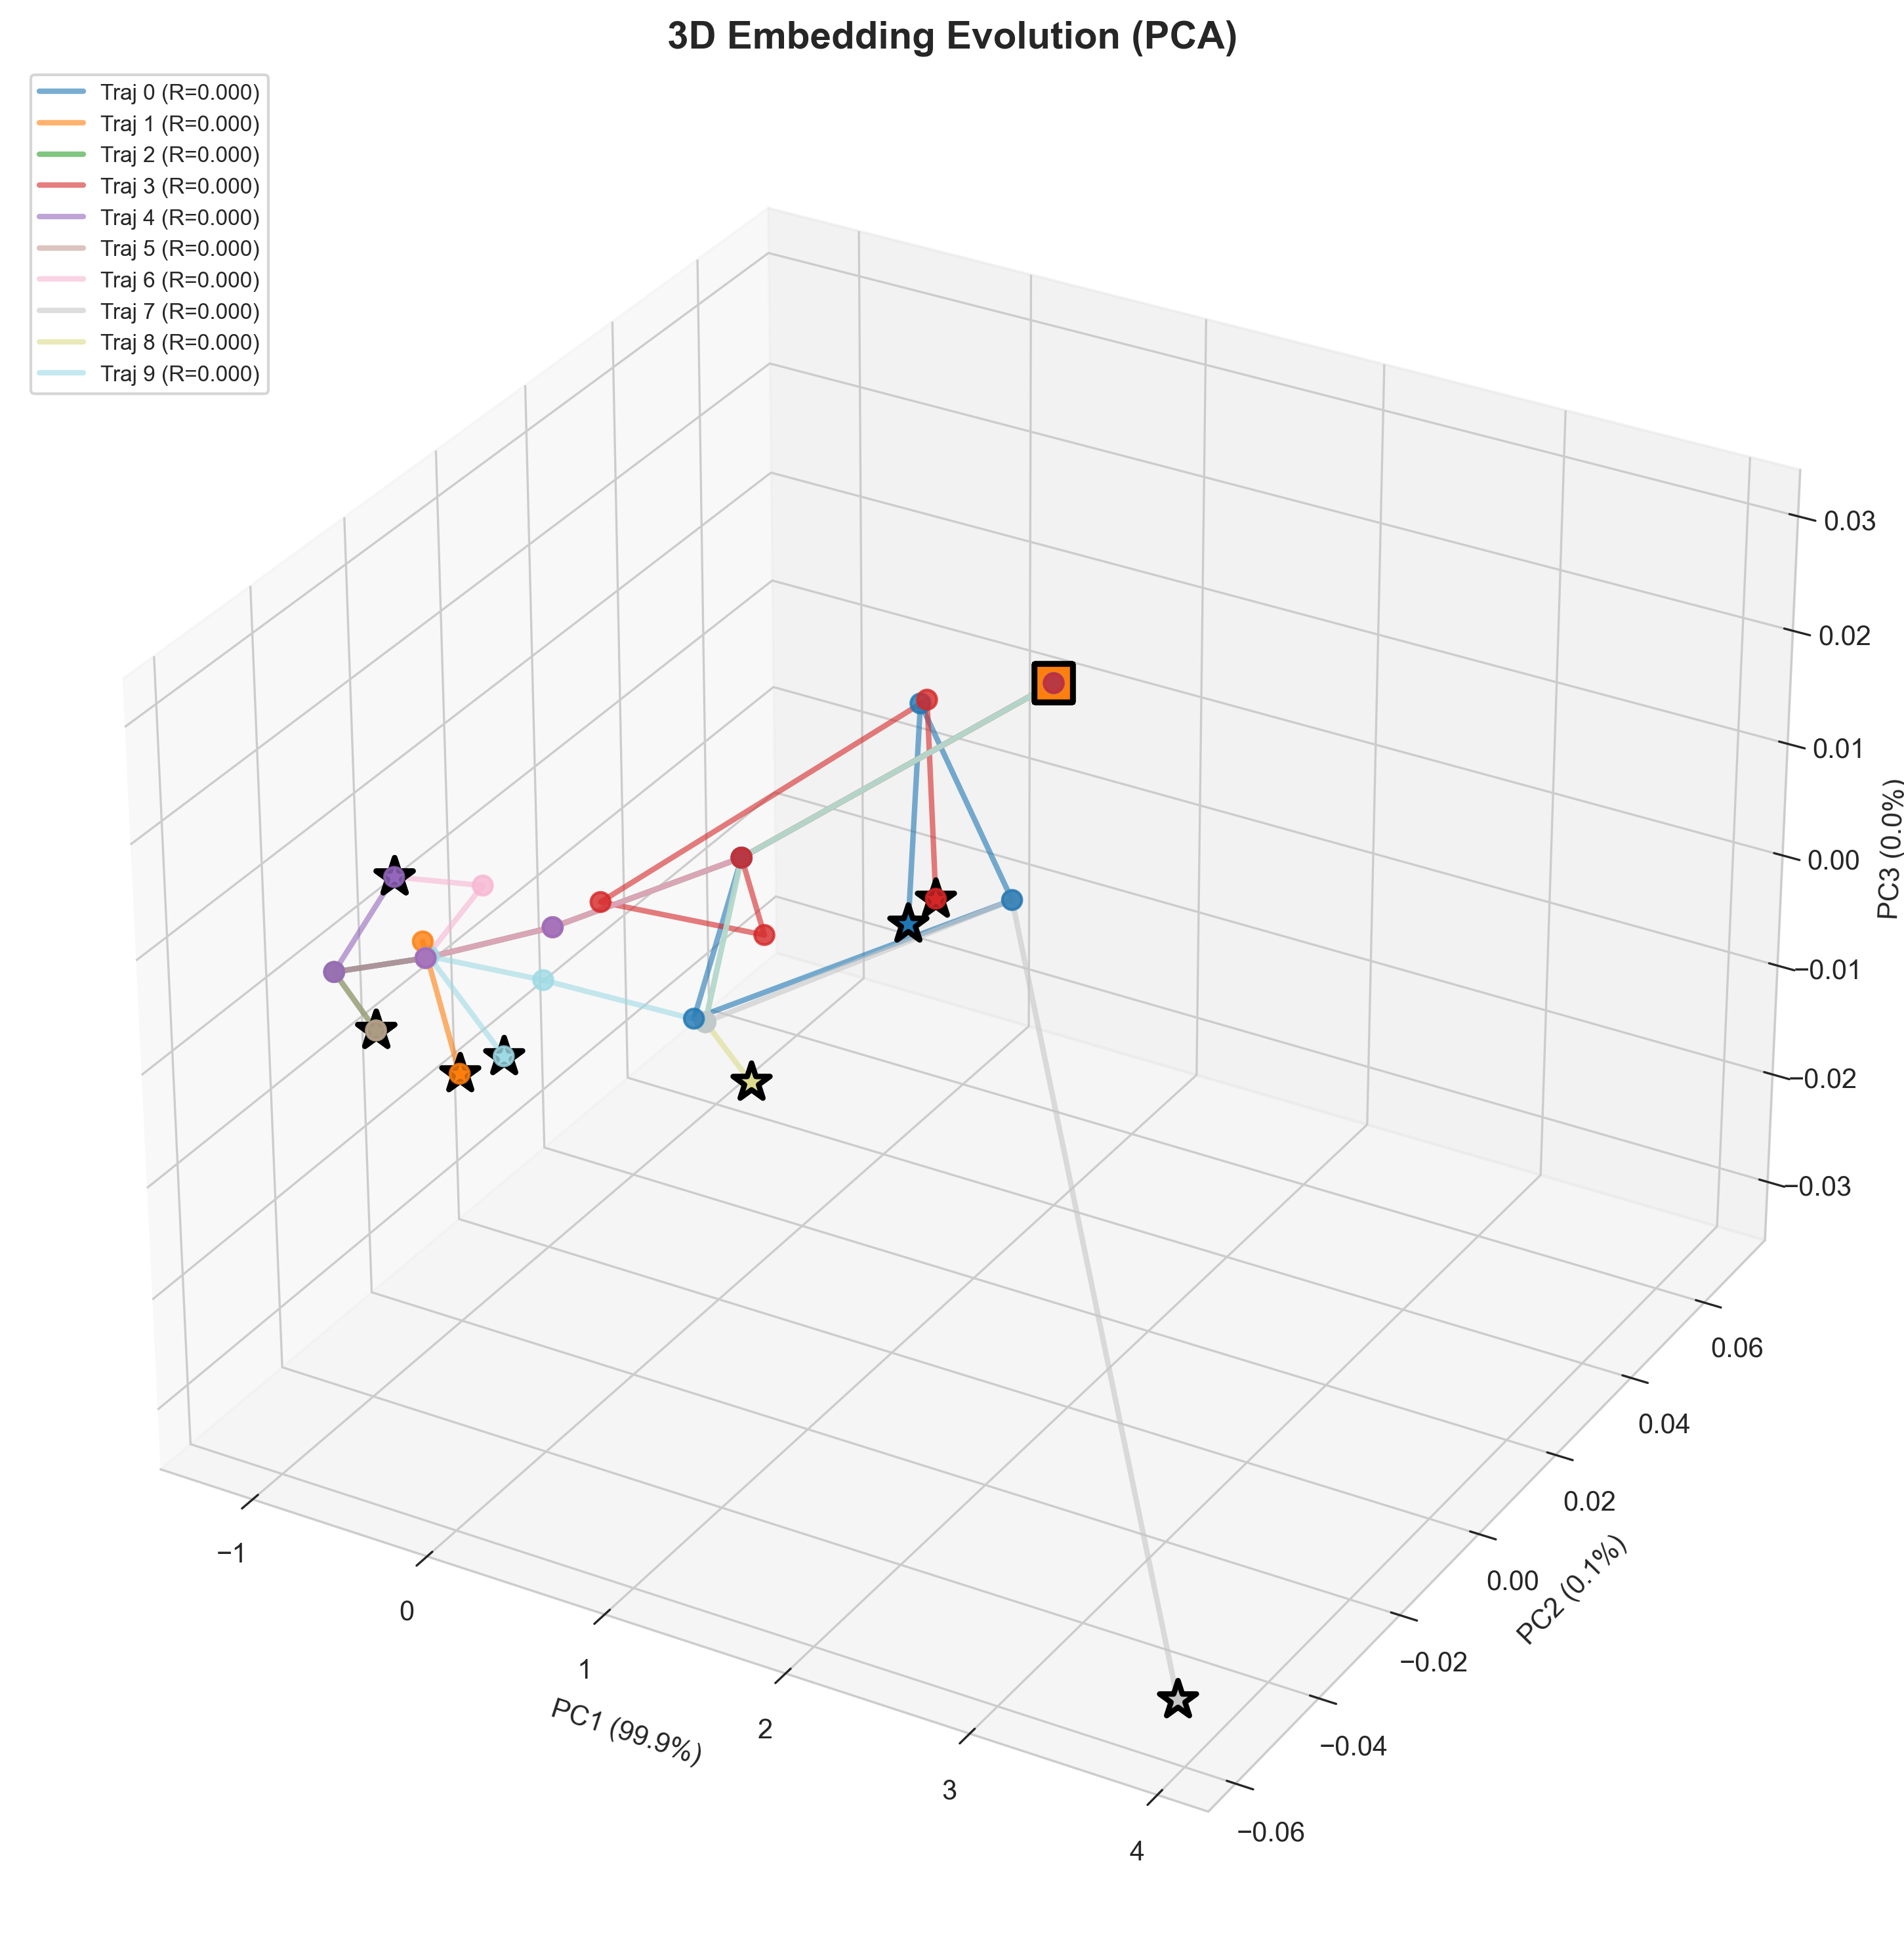 3D Embedding Evolution (PCA)
Traj 0 (R=0.000)
Traj 1 (R=0.000)
Traj 2 (R=0.000)
Traj 3 (R=0.000)
Traj 4 (R=0.000)
Traj 5 (R=0.000)
Traj 6 (R=0.000)
Traj 7 (R=0.000)
Traj 8 (R=0.000)
Traj 9 (R=0.000)
0.03
0.02
0.01
0.00
−0.01
−0.02
−0.03
PC3 (0.0%)
0.06
0.04
0.02
0.00
−0.02
−0.04
−0.06
PC2 (0.1%)
−1
0
1
2
3
4
PC1 (99.9%)